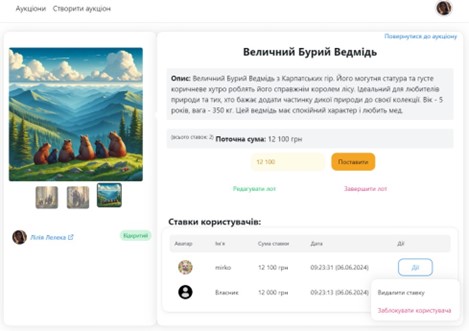 Аукціони Створити аукціон
Повернутися до аукціону
Величний Бурий Ведмідь
Опис: Величний Бурий Ведмідь з Карпатських гір. Його могутня статура та густе
коричневе хутро роблять його справжнім королем лісу. Ідеальний для любителів
природи та тих, хто бажає додати частинку дикої природи до своєї колекції. Вік - 5
років, вага - 350 кг. Цей ведмідь має спокійний характер і любить мед.
(всього ставок: 2) Поточна сума: 12 100 грн
12 100 Поставити
Редагувати лот Завершити лот
Лілія Лелека Відкритий
Ставки користувачів:
Аватар Ім'я Сума ставки Дата Дії
mirko 12 100 грн 09:23:31 (06.06.2024) Дії
Власник 12 000 грн 09:23:13 (06.06.2024)
Видалити ставку
Заблокувати користувача